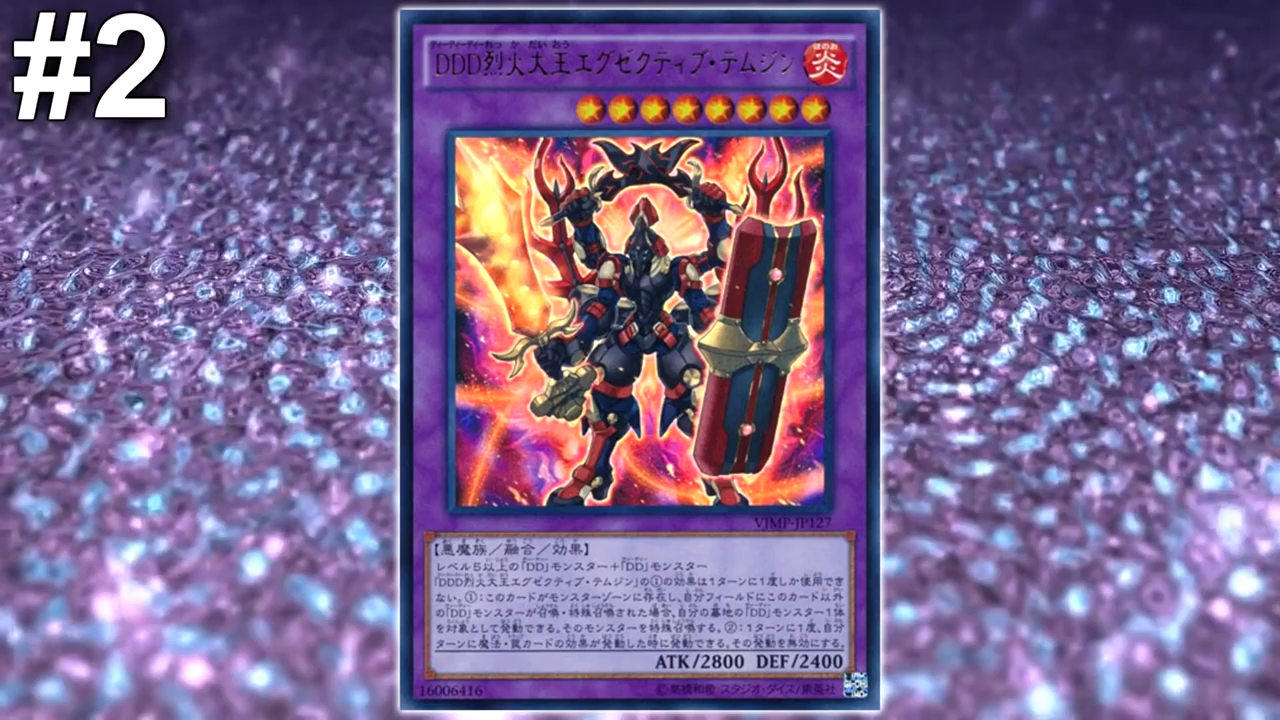 #2
DDD烈火大王エグゼクティブ・テムジン
炎
VJMP-JP127
【悪魔族／融合／効果】
レベル5以上の「DD」モンスター＋「DD」モンスター
「DDD烈火大王エグゼクティブ・テムジン」の①の効果は1ターンに1度しか使用でき
ない。①：このカードがモンスターゾーンに存在し、自分フィールドにこのカード以外
の「DD」モンスターが召喚・特殊召喚された場合、自分の墓地の「DD」モンスター1体
を対象として発動できる。そのモンスターを特殊召喚する。②：1ターンに1度、自分
ターンに魔法・罠カードの効果が発動した時に発動できる。その発動を無効にする。
ATK/2800 DEF/2400
16006416
©高橋和希 スタジオ・ダイス/集英社